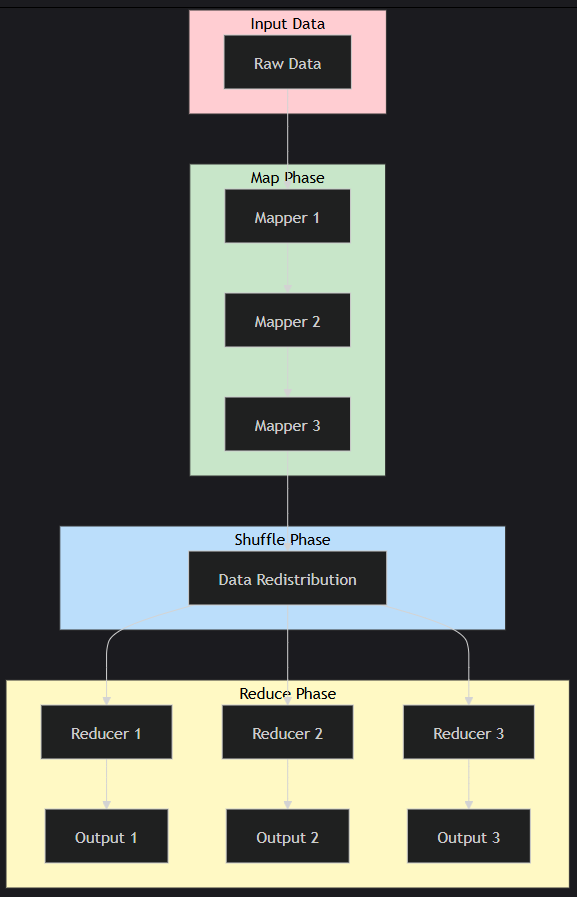 Input Data
Raw Data
Map Phase
Mapper 1
Mapper 2
Mapper 3
Shuffle Phase
Data Redistribution
Reduce Phase
Reducer 1
Reducer 2
Reducer 3
Output 1
Output 2
Output 3